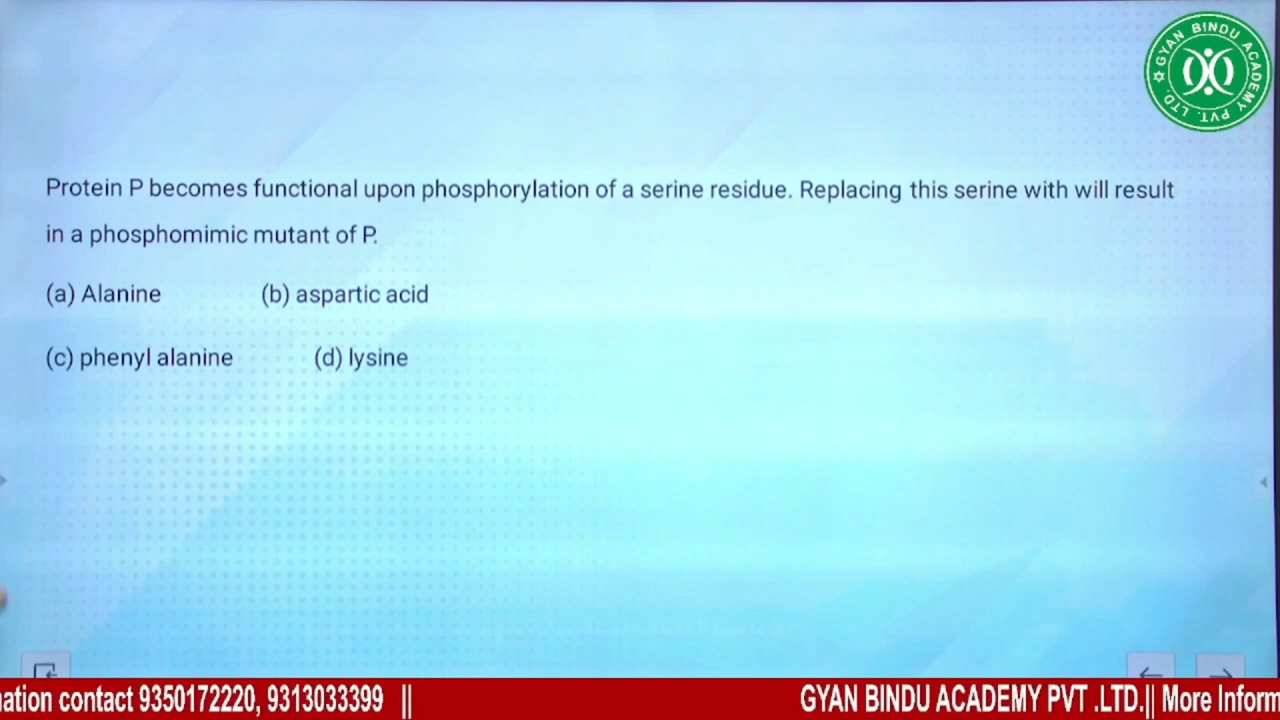 GYAN BINDU ACADEMY PVT. LTD.
Protein P becomes functional upon phosphorylation of a serine residue. Replacing this serine with will result
in a phosphomimic mutant of P.
(a) Alanine (b) aspartic acid
(c) phenyl alanine (d) lysine
nation contact 9350172220, 9313033399 || GYAN BINDU ACADEMY PVT .LTD.|| More Inform